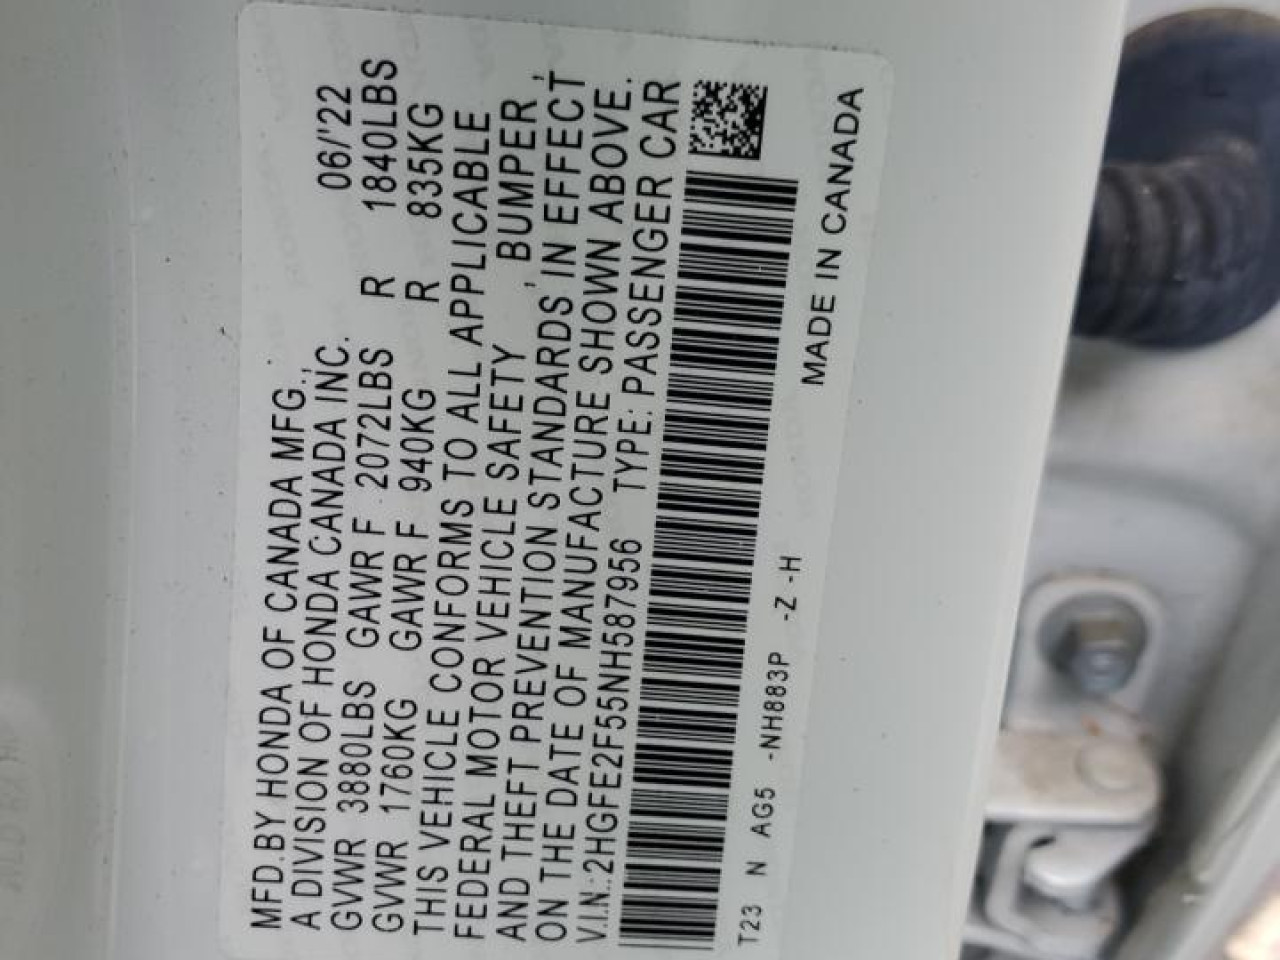 MFD.BY HONDA OF CANADA MFG.,
A DIVISION OF HONDA CANADA INC. 06/'22
GVWR 3880LBS GAWR F 2072LBS R 1840LBS
GVWR 1760KG GAWR F 940KG R 835KG
THIS VEHICLE CONFORMS TO ALL APPLICABLE
FEDERAL MOTOR VEHICLE SAFETY , BUMPER ,
AND THEFT PREVENTION STANDARDS IN EFFECT
ON THE DATE OF MANUFACTURE SHOWN ABOVE.
V.I.N.:2HGFE2F55NH587956 TYPE: PASSENGER CAR
T23 N AG5 -NH883P -Z -H
MADE IN CANADA